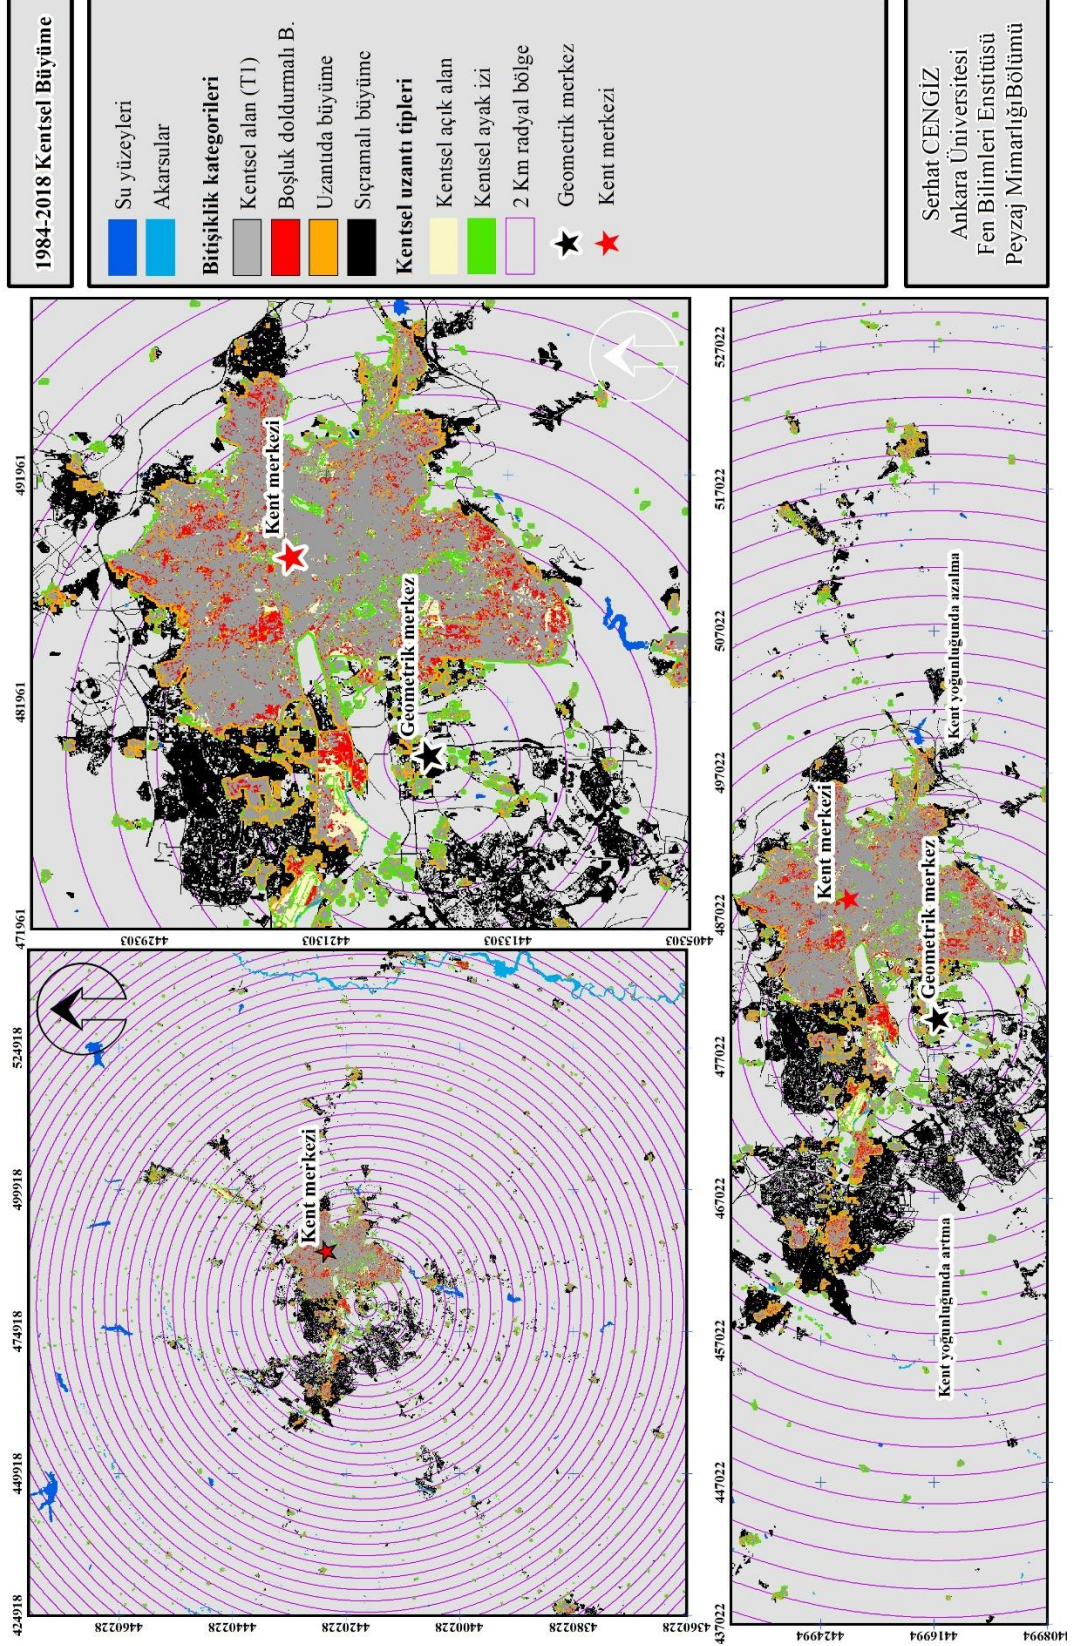 1984-2018 Kentsel Büyüme
Su yüzeyleri
Akarsular
Bitişiklik kategorileri
Kentsel alan (T1)
Boşluk doldurmalı B.
Uzantıda büyüme
Sıçramalı büyüme
Kentsel uzantı tipleri
Kentsel açık alan
Kentsel ayak izi
2 Km radyal bölge
Geometrik merkez
Kent merkezi
Serhat CENGİZ
Ankara Üniversitesi
Fen Bilimleri Enstitüsü
Peyzaj Mimarlığı Bölümü
424918 449918 474918 499918 524918
4460228
4440228
4420228
4400228
4380228
4360228
Kent merkezi
471961 481961 491961
4429303
4421303
4413303
4405303
Kent merkezi
Geometrik merkez
437022 447022 457022 467022 477022 487022 497022 507022 517022 527022
4424994
4416994
4408994
Kent merkezi
Geometrik merkez
Kent yoğunluğunda artma
Kent yoğunluğunda azalma